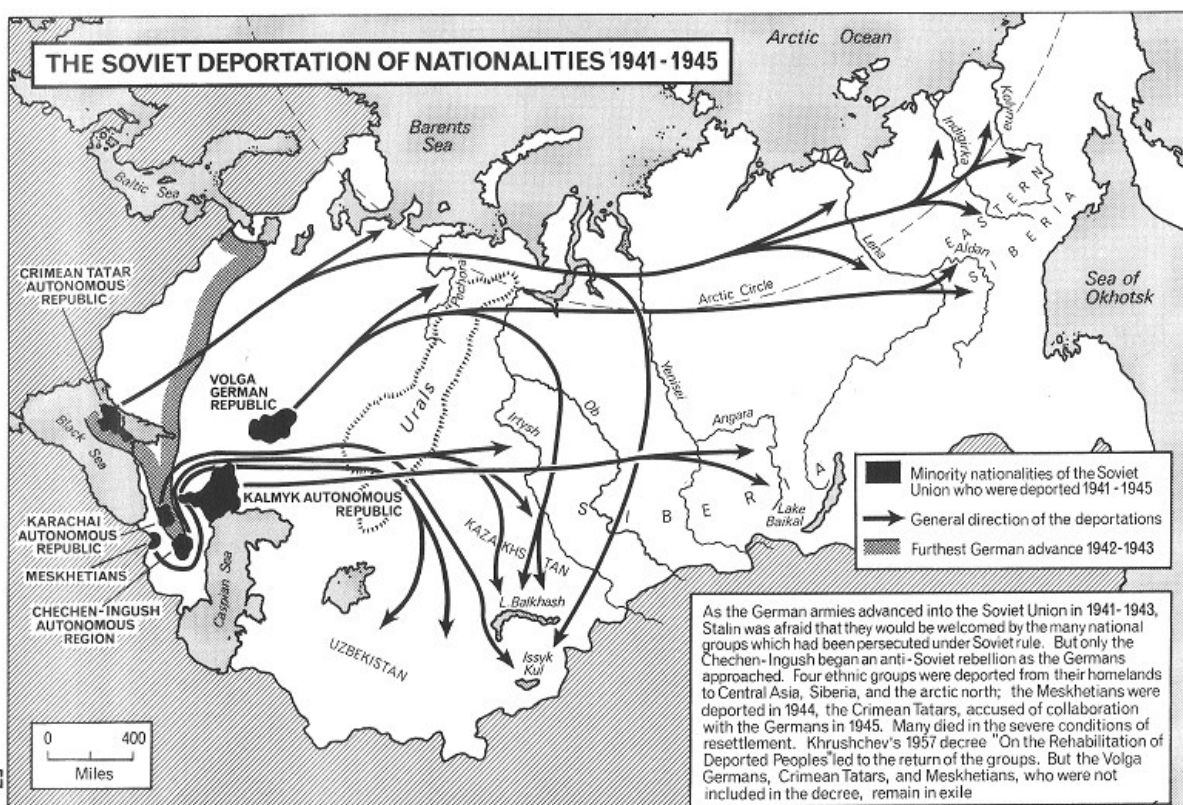 THE SOVIET DEPORTATION OF NATIONALITIES 1941-1945
Arctic Ocean
Barents
Sea
Baltic Sea
Indigirka
Kolyma
EASTERN
SIBERIA
Lena
Aldan
Sea of
Okhotsk
CRIMEAN TATAR
AUTONOMOUS
REPUBLIC
Pechora
Arctic Circle
VOLGA
GERMAN
REPUBLIC
Urals
Black Sea
Irtysh
Ob
Yenisei
Angara
SIBERIA
Lake
Baikal
KALMYK AUTONOMOUS
REPUBLIC
KARACHAI
AUTONOMOUS
REPUBLIC
MESKHETIANS
CHECHEN-INGUSH
AUTONOMOUS
REGION
Caspian Sea
KAZAKHSTAN
L. Balkhash
UZBEKISTAN
Issyk
Kul
Minority nationalities of the Soviet
Union who were deported 1941-1945
General direction of the deportations
Furthest German advance 1942-1943
As the German armies advanced into the Soviet Union in 1941-1943,
Stalin was afraid that they would be welcomed by the many national
groups which had been persecuted under Soviet rule. But only the
Chechen-Ingush began an anti-Soviet rebellion as the Germans
approached. Four ethnic groups were deported from their homelands
to Central Asia, Siberia, and the arctic north; the Meskhetians were
deported in 1944, the Crimean Tatars, accused of collaboration
with the Germans in 1945. Many died in the severe conditions of
resettlement. Khrushchev's 1957 decree "On the Rehabilitation of
Deported Peoples" led to the return of the groups. But the Volga
Germans, Crimean Tatars, and Meskhetians, who were not
included in the decree, remain in exile
0 400
Miles